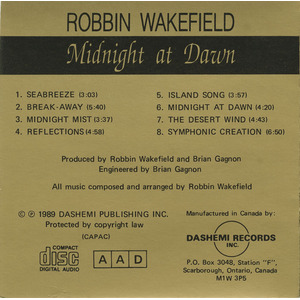 ROBBIN WAKEFIELD
Midnight at Dawn
1. SEABREEZE (3:03)
2. BREAK-AWAY (5:40)
3. MIDNIGHT MIST (3:37)
4. REFLECTIONS (4:58)
5. ISLAND SONG (3:57)
6. MIDNIGHT AT DAWN (4:20)
7. THE DESERT WIND (4:43)
8. SYMPHONIC CREATION (6:50)
Produced by Robbin Wakefield and Brian Gagnon
Engineered by Brian Gagnon
All music composed and arranged by Robbin Wakefield
© ℗ 1989 DASHEMI PUBLISHING INC.
Protected by copyright law
(CAPAC)
COMPACT
disc
DIGITAL AUDIO
A A D
Manufactured in Canada by:
DASHEMI RECORDS
INC.
P.O. Box 3048, Station "F",
Scarborough, Ontario, Canada
M1W 3P5